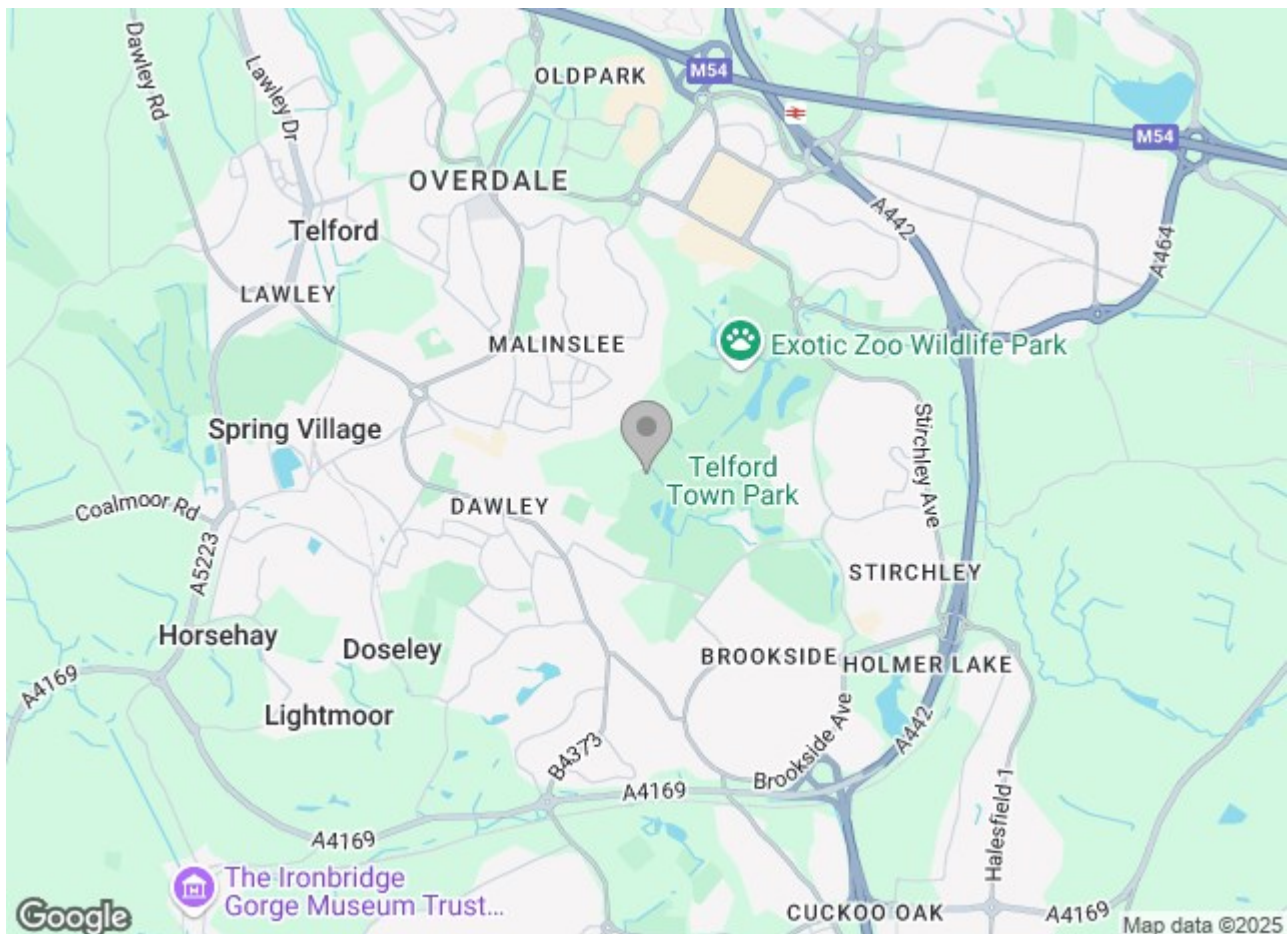 Dawley Rd
Lawley Dr
OLDPARK
M54
M54
OVERDALE
A442
Telford
A464
LAWLEY
MALINSLEE
Exotic Zoo Wildlife Park
Spring Village
Stirchley Ave
Telford
Town Park
Coalmoor Rd
DAWLEY
A5223
STIRCHLEY
Horsehay
Doseley
BROOKSIDE
HOLMER LAKE
A4169
Lightmoor
Brookside Ave
A442
B4373
A4169
Halesfield 1
A4169
The Ironbridge
Gorge Museum Trust...
CUCKOO OAK
A4169
Google
Map data ©2025